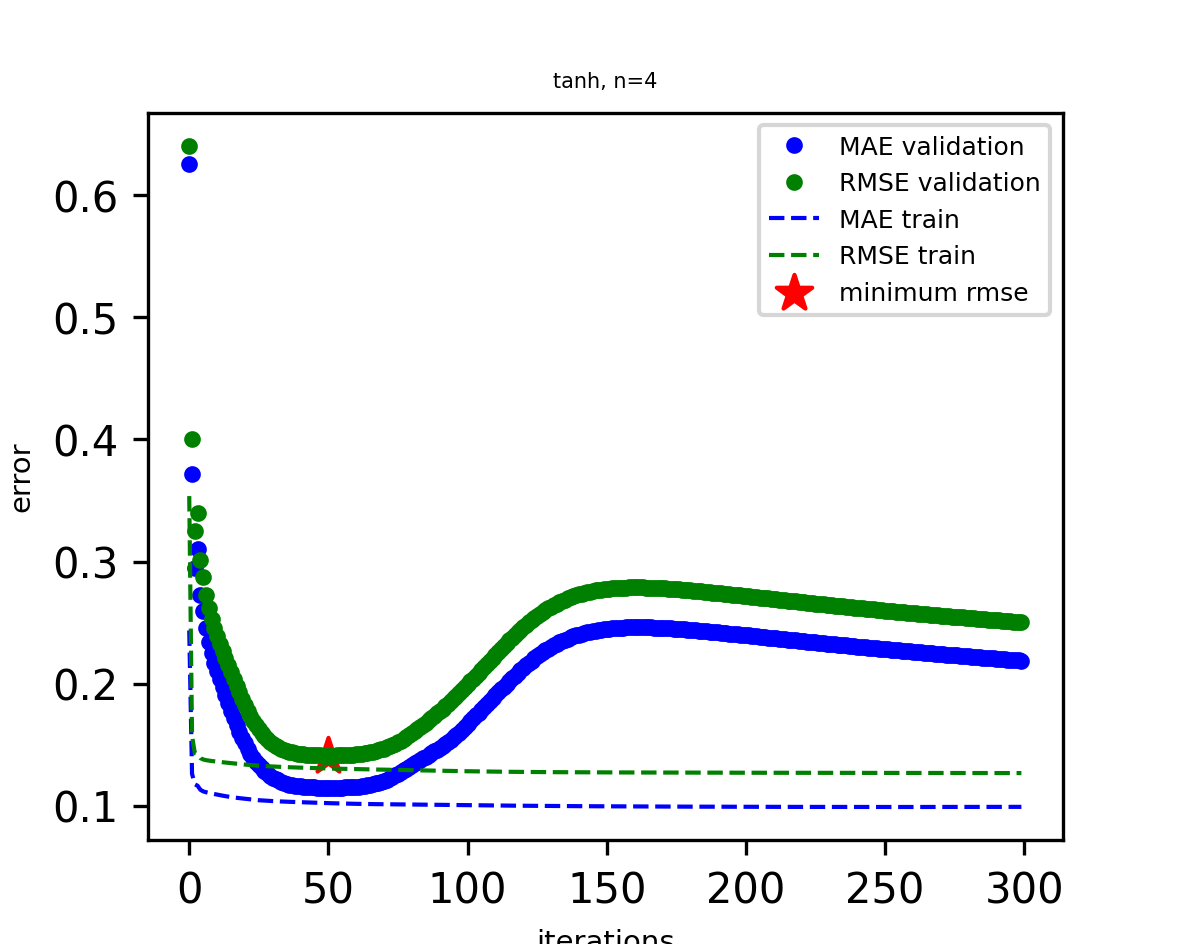 tanh, n=4
MAE validation
RMSE validation
MAE train
RMSE train
minimum rmse
error
0.6
0.5
0.4
0.3
0.2
0.1
0 50 100 150 200 250 300
iterations